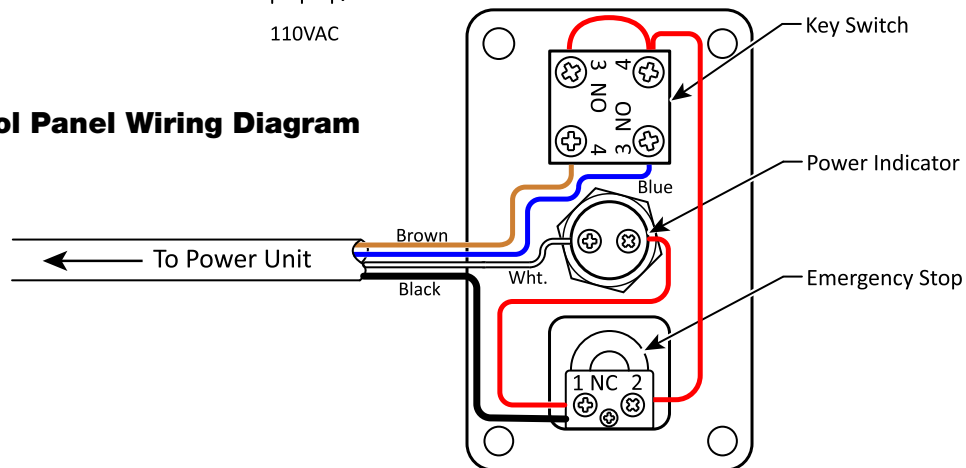 110VAC
Key Switch
ol Panel Wiring Diagram
3 4
NO NO
4 3
Blue
Power Indicator
Brown
To Power Unit
Wht.
Black
Emergency Stop
1 NC 2